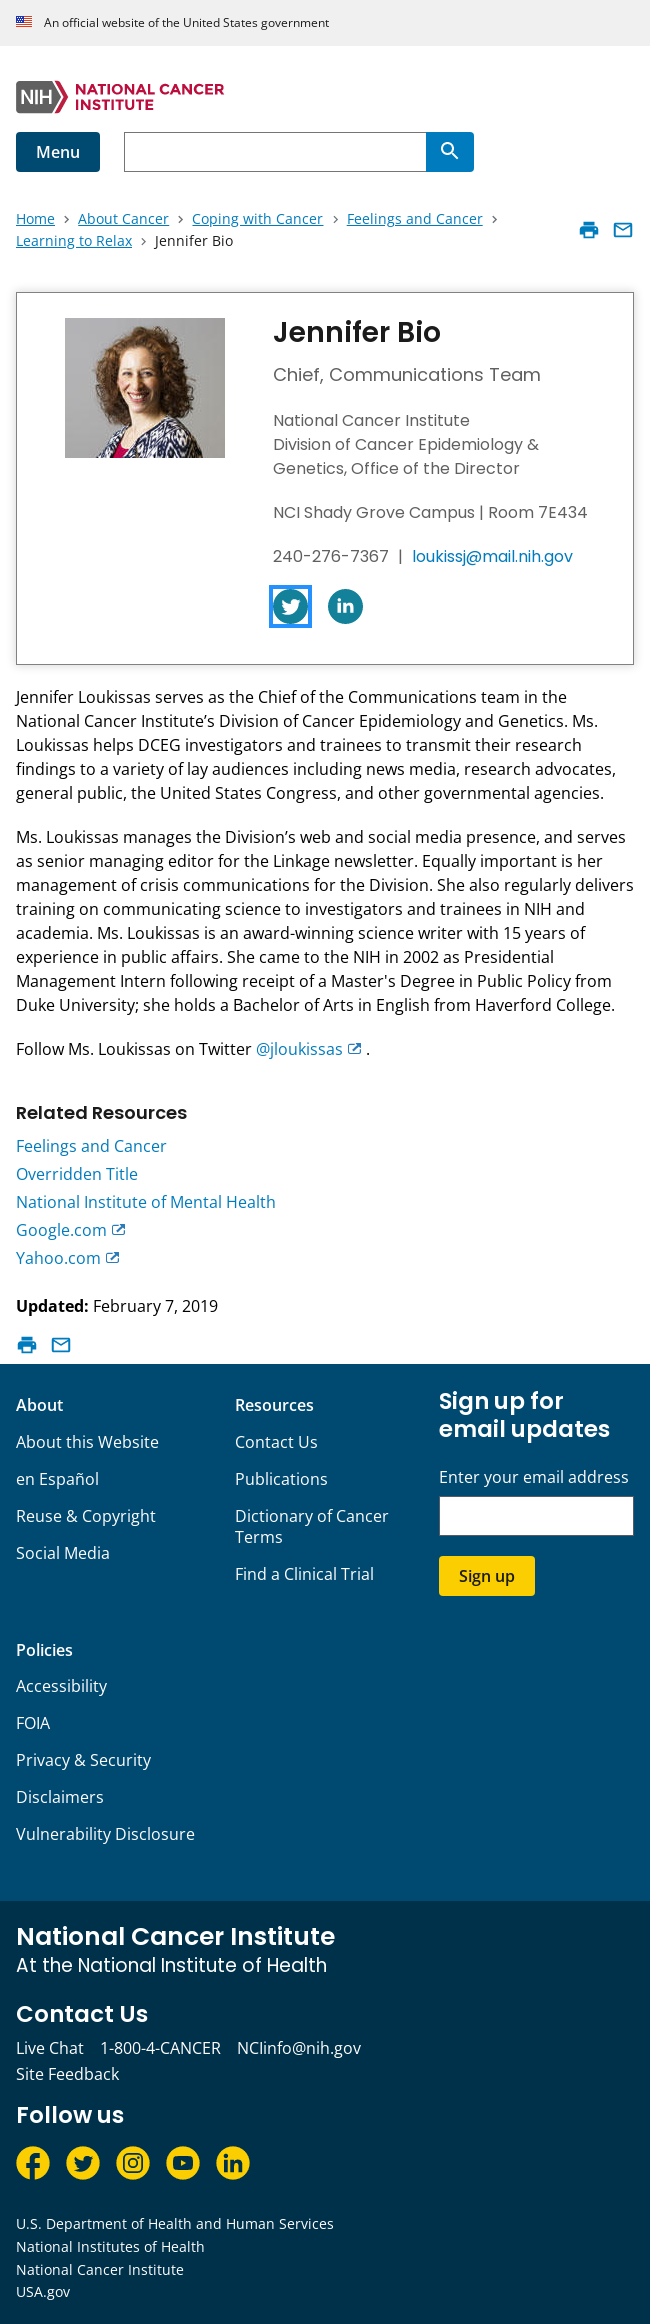 An official website of the United States government
NIH
NATIONAL CANCER
INSTITUTE
Menu
Home > About Cancer > Coping with Cancer > Feelings and Cancer >
Learning to Relax > Jennifer Bio
Jennifer Bio
Chief, Communications Team
National Cancer Institute
Division of Cancer Epidemiology &
Genetics, Office of the Director
NCI Shady Grove Campus | Room 7E434
240-276-7367 | loukissj@mail.nih.gov
in
Jennifer Loukissas serves as the Chief of the Communications team in the
National Cancer Institute’s Division of Cancer Epidemiology and Genetics. Ms.
Loukissas helps DCEG investigators and trainees to transmit their research
findings to a variety of lay audiences including news media, research advocates,
general public, the United States Congress, and other governmental agencies.
Ms. Loukissas manages the Division’s web and social media presence, and serves
as senior managing editor for the Linkage newsletter. Equally important is her
management of crisis communications for the Division. She also regularly delivers
training on communicating science to investigators and trainees in NIH and
academia. Ms. Loukissas is an award-winning science writer with 15 years of
experience in public affairs. She came to the NIH in 2002 as Presidential
Management Intern following receipt of a Master's Degree in Public Policy from
Duke University; she holds a Bachelor of Arts in English from Haverford College.
Follow Ms. Loukissas on Twitter @jloukissas .
Related Resources
Feelings and Cancer
Overridden Title
National Institute of Mental Health
Google.com
Yahoo.com
Updated: February 7, 2019
About
About this Website
en Español
Reuse & Copyright
Social Media
Resources
Contact Us
Publications
Dictionary of Cancer
Terms
Find a Clinical Trial
Sign up for
email updates
Enter your email address
Sign up
Policies
Accessibility
FOIA
Privacy & Security
Disclaimers
Vulnerability Disclosure
National Cancer Institute
At the National Institute of Health
Contact Us
Live Chat 1-800-4-CANCER NCIinfo@nih.gov
Site Feedback
Follow us
in
U.S. Department of Health and Human Services
National Institutes of Health
National Cancer Institute
USA.gov